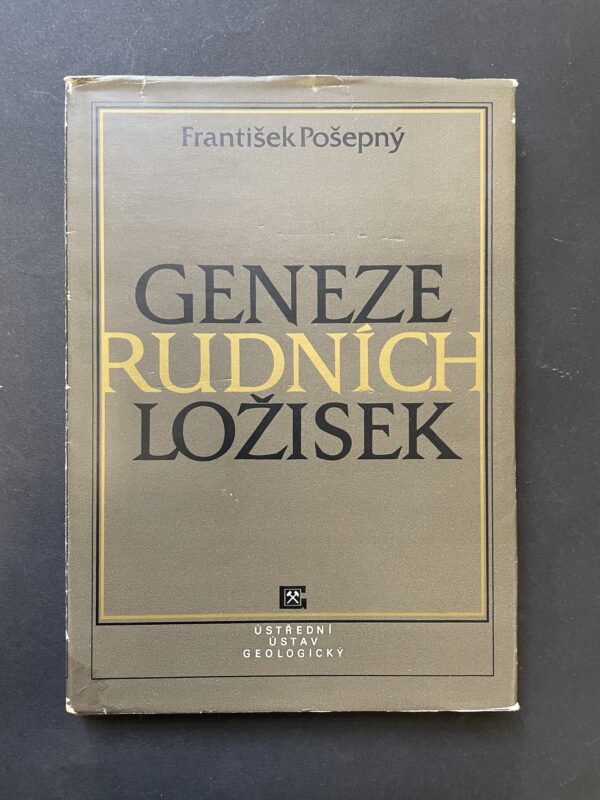 František Pošepný
GENEZE
RUDNÍCH
LOŽISEK
G
ÚSTŘEDNÍ
ÚSTAV
GEOLOGICKÝ